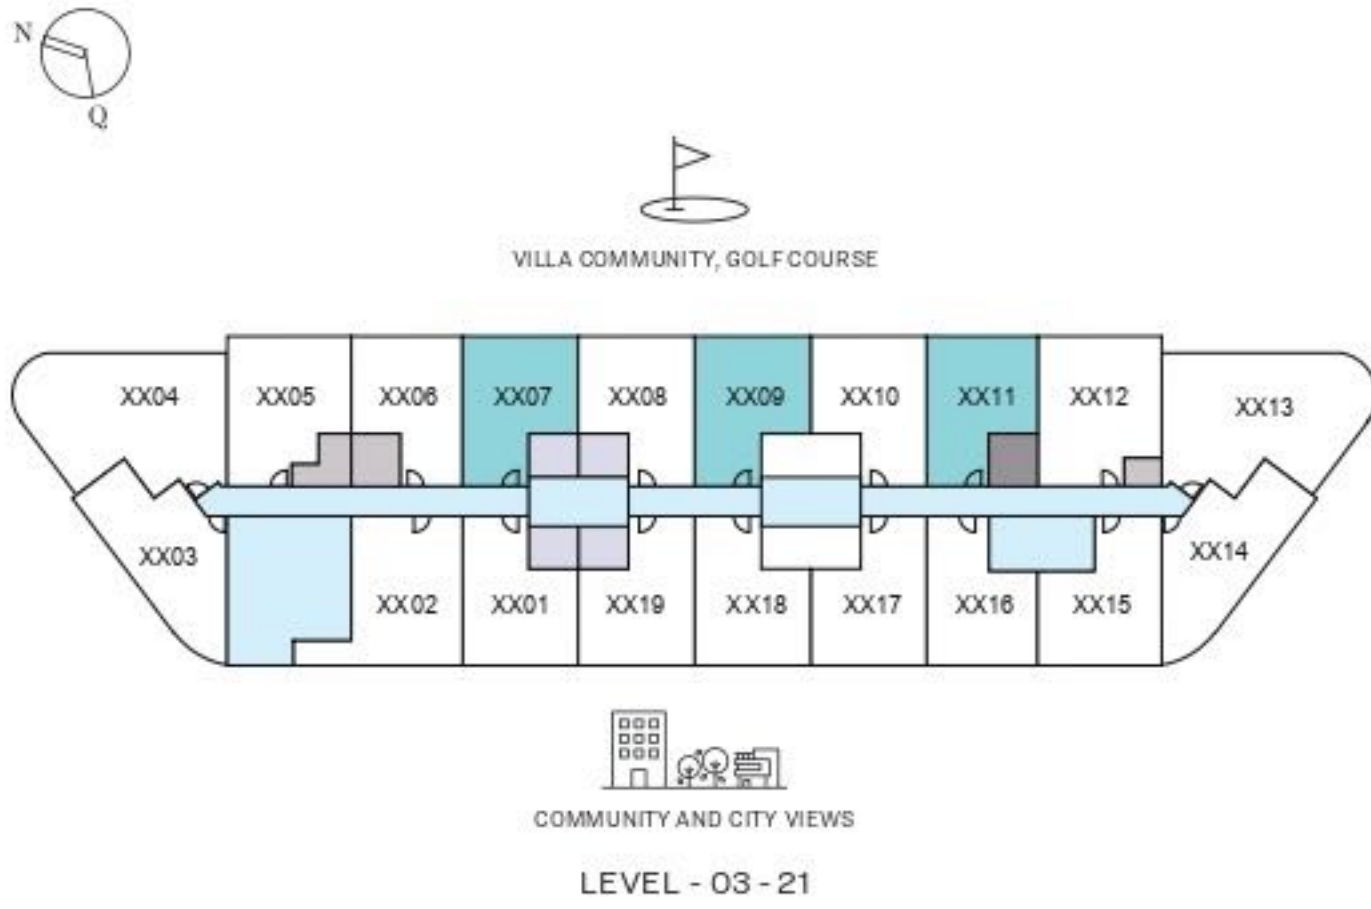 N
Q
VILLA COMMUNITY, GOLF COURSE
XX04 XX05 XX06 XX07 XX08 XX09 XX10 XX11 XX12 XX13
XX03 XX02 XX01 XX19 XX18 XX17 XX16 XX15 XX14
COMMUNITY AND CITY VIEWS
LEVEL - 03 - 21